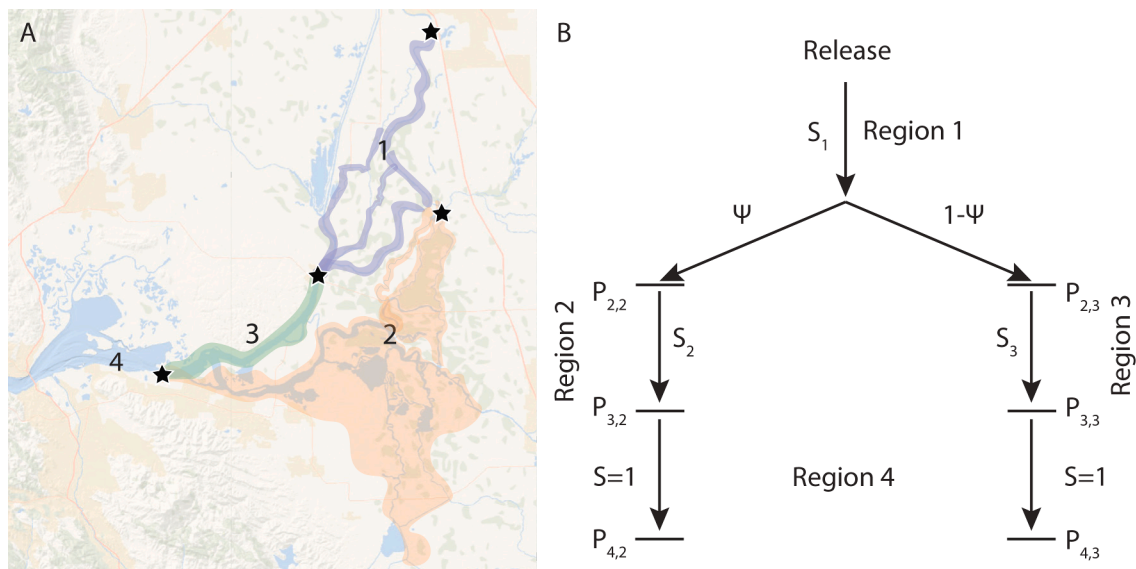 A
1
2
3
4
B
Release
S1
Region 1
Ψ
1-Ψ
P2,2
P2,3
Region 2
S2
S3
Region 3
P3,2
P3,3
S=1
Region 4
S=1
P4,2
P4,3